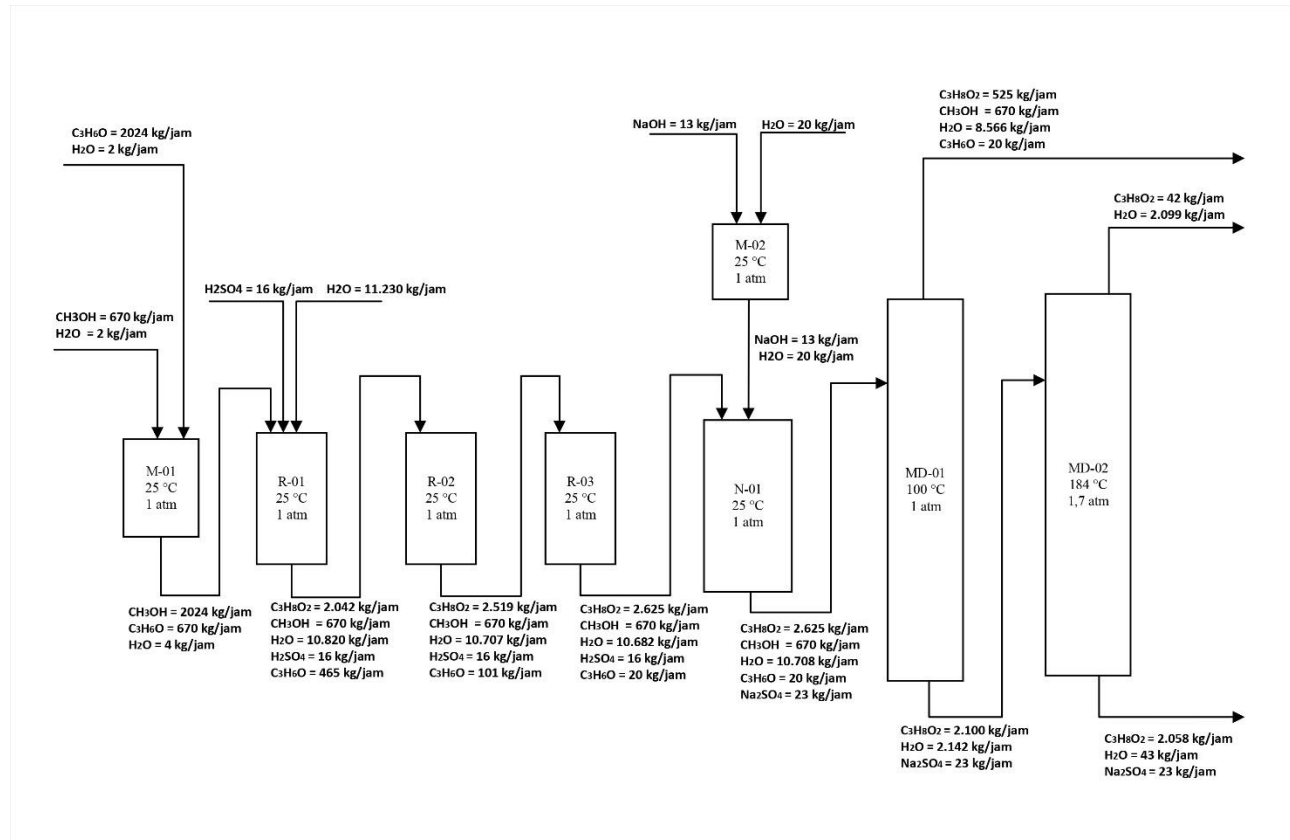 C3H6O = 2024 kg/jam
H2O = 2 kg/jam
CH3OH = 670 kg/jam
H2O = 2 kg/jam
H2SO4 = 16 kg/jam
H2O = 11.230 kg/jam
NaOH = 13 kg/jam
H2O = 20 kg/jam
C3H8O2 = 525 kg/jam
CH3OH = 670 kg/jam
H2O = 8.566 kg/jam
C3H6O = 20 kg/jam
C3H8O2 = 42 kg/jam
H2O = 2.099 kg/jam
M-02
25 °C
1 atm
NaOH = 13 kg/jam
H2O = 20 kg/jam
M-01
25 °C
1 atm
R-01
25 °C
1 atm
R-02
25 °C
1 atm
R-03
25 °C
1 atm
N-01
25 °C
1 atm
MD-01
100 °C
1 atm
MD-02
184 °C
1,7 atm
CH3OH = 2024 kg/jam
C3H6O = 670 kg/jam
H2O = 4 kg/jam
C3H8O2 = 2.042 kg/jam
CH3OH = 670 kg/jam
H2O = 10.820 kg/jam
H2SO4 = 16 kg/jam
C3H6O = 465 kg/jam
C3H8O2 = 2.519 kg/jam
CH3OH = 670 kg/jam
H2O = 10.707 kg/jam
H2SO4 = 16 kg/jam
C3H6O = 101 kg/jam
C3H8O2 = 2.625 kg/jam
CH3OH = 670 kg/jam
H2O = 10.682 kg/jam
H2SO4 = 16 kg/jam
C3H6O = 20 kg/jam
C3H8O2 = 2.625 kg/jam
CH3OH = 670 kg/jam
H2O = 10.708 kg/jam
C3H6O = 20 kg/jam
Na2SO4 = 23 kg/jam
C3H8O2 = 2.100 kg/jam
H2O = 2.142 kg/jam
Na2SO4 = 23 kg/jam
C3H8O2 = 2.058 kg/jam
H2O = 43 kg/jam
Na2SO4 = 23 kg/jam